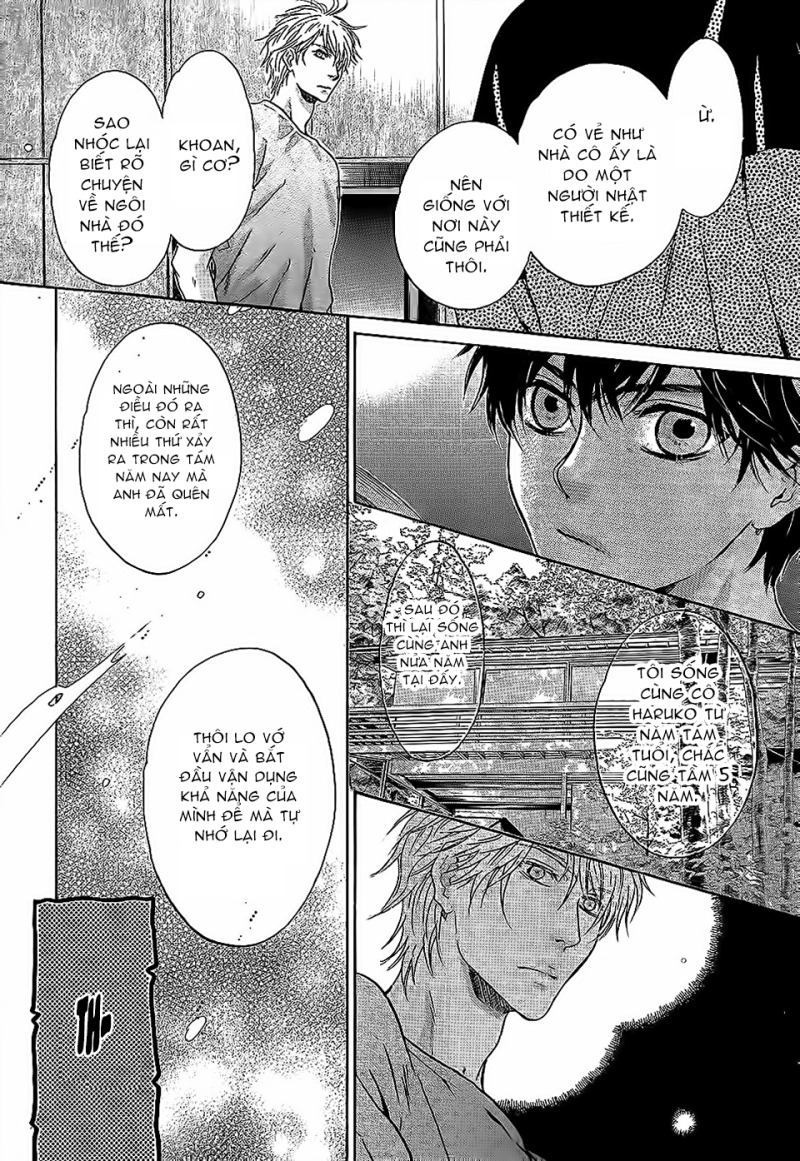 Ừ.
CÓ VẺ NHƯ
NHÀ CÔ ẤY LÀ
DO MỘT
NGƯỜI NHẬT
THIẾT KẾ.
NÊN
GIỐNG VỚI
NƠI NÀY
CŨNG PHẢI
THÔI.
KHOAN,
GÌ CƠ?
SAO
NHÓC LẠI
BIẾT RÕ
CHUYỆN
VỀ NGÔI
NHÀ ĐÓ
THẾ?
TÔI SỐNG
CÙNG CÔ
HARUKO TỪ
NĂM TÁM
TUỔI, CHẮC
CŨNG TẦM 5
NĂM.
SAU ĐÓ
THÌ LẠI SỐNG
CÙNG ANH
NỬA NĂM
TẠI ĐẤY.
NGOÀI NHỮNG
ĐIỀU ĐÓ RA
THÌ, CÒN RẤT
NHIỀU THỨ XẢY
RA TRONG TÁM
NĂM NAY MÀ
ANH ĐÃ QUÊN
MẤT.
THÔI LO VỚ
VẨN VÀ BẮT
ĐẦU VẬN DỤNG
KHẢ NĂNG CỦA
MÌNH ĐỂ MÀ TỰ
NHỚ LẠI ĐI.
TH-